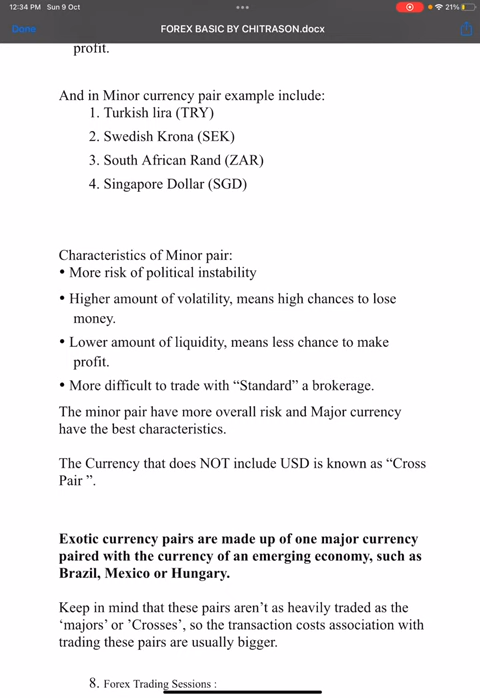 12:34 PM Sun 9 Oct
21%
Done
FOREX BASIC BY CHITRASON.docx
profit.
And in Minor currency pair example include:
1. Turkish lira (TRY)
2. Swedish Krona (SEK)
3. South African Rand (ZAR)
4. Singapore Dollar (SGD)
Characteristics of Minor pair:
• More risk of political instability
• Higher amount of volatility, means high chances to lose
money.
• Lower amount of liquidity, means less chance to make
profit.
• More difficult to trade with “Standard” a brokerage.
The minor pair have more overall risk and Major currency
have the best characteristics.
The Currency that does NOT include USD is known as “Cross
Pair ”.
Exotic currency pairs are made up of one major currency
paired with the currency of an emerging economy, such as
Brazil, Mexico or Hungary.
Keep in mind that these pairs aren’t as heavily traded as the
‘majors’ or ’Crosses’, so the transaction costs association with
trading these pairs are usually bigger.
8. Forex Trading Sessions :